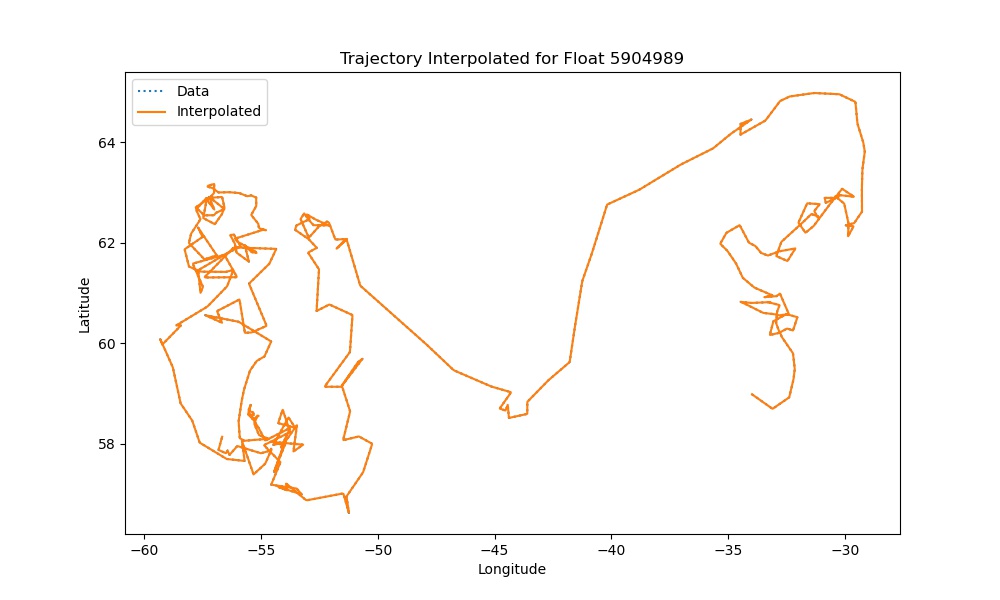 Trajectory Interpolated for Float 5904989
Data
Interpolated
64
62
60
58
Latitude
−60
−55
−50
−45
−40
−35
−30
Longitude